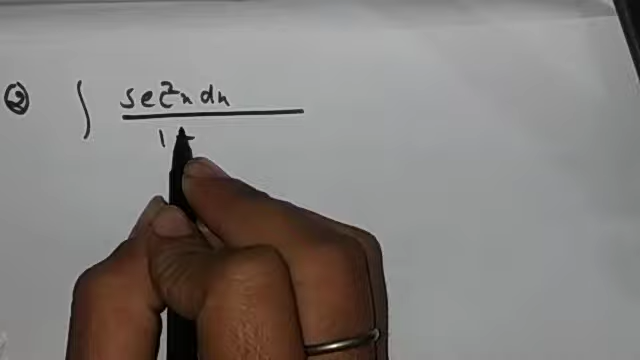 ② ∫ sec²x dx
1